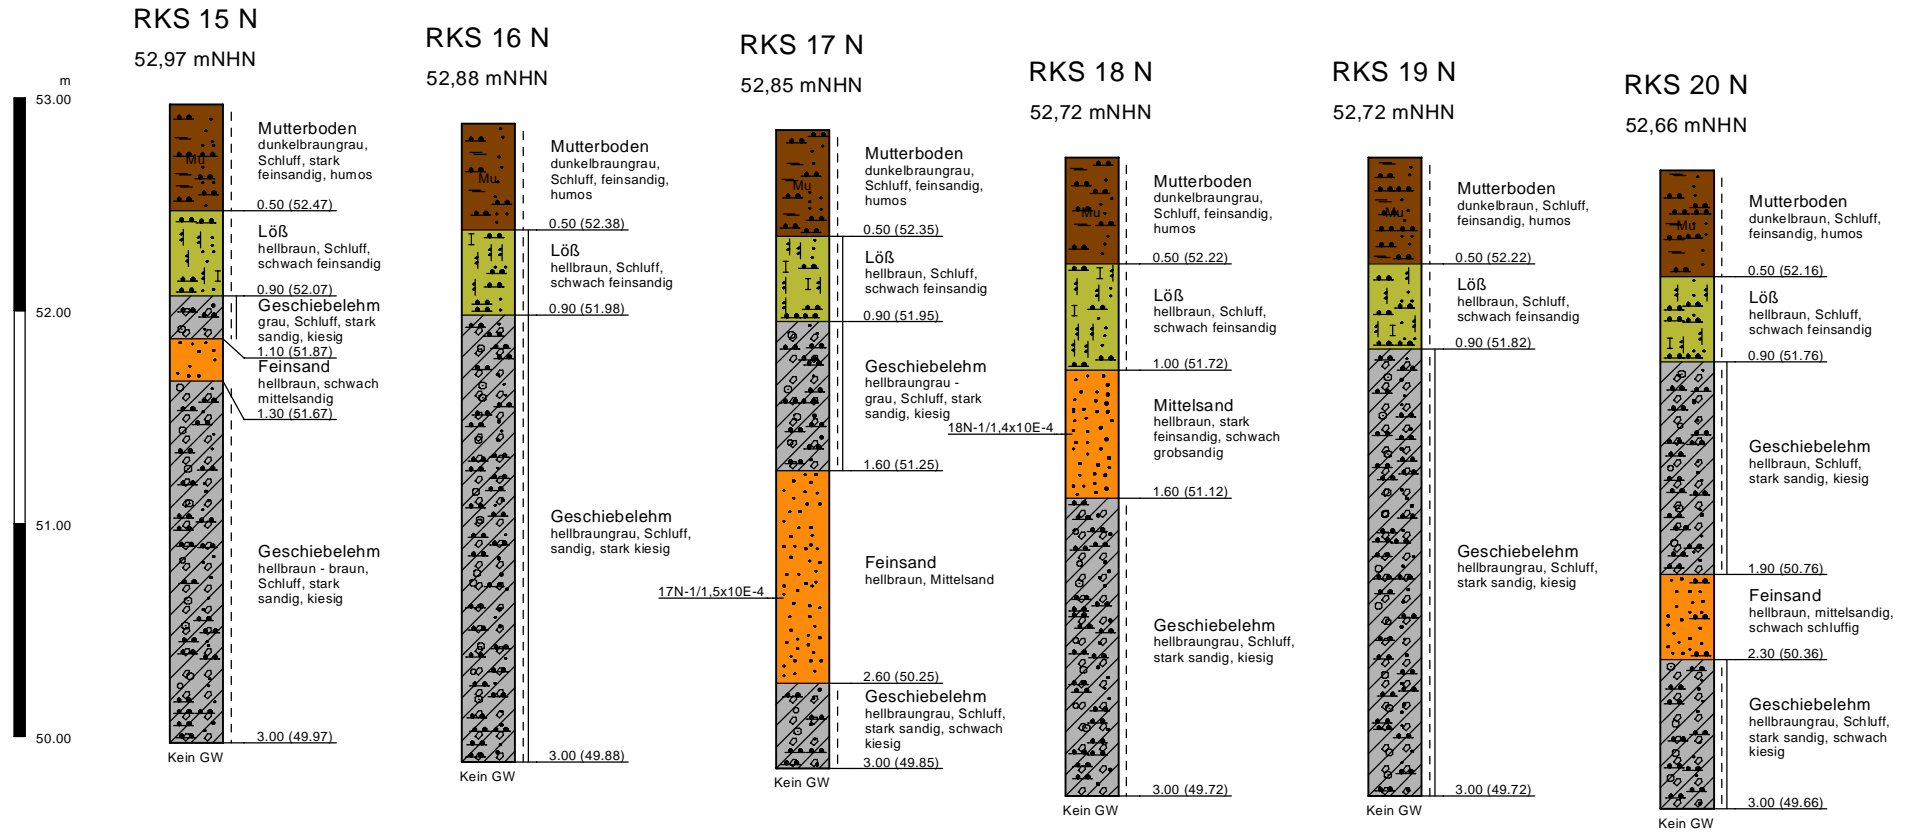 m
53.00
52.00
51.00
50.00
RKS 15 N
52,97 mNHN
Mu
Mutterboden
dunkelbraungrau,
Schluff, stark
feinsandig, humos
0.50 (52.47)
Löß
hellbraun, Schluff,
schwach feinsandig
0.90 (52.07)
Geschiebelehm
grau, Schluff, stark
sandig, kiesig
1.10 (51.87)
Feinsand
hellbraun, schwach
mittelsandig
1.30 (51.67)
Geschiebelehm
hellbraun - braun,
Schluff, stark
sandig, kiesig
3.00 (49.97)
Kein GW
RKS 16 N
52,88 mNHN
Mu
Mutterboden
dunkelbraungrau,
Schluff, feinsandig,
humos
0.50 (52.38)
Löß
hellbraun, Schluff,
schwach feinsandig
0.90 (51.98)
Geschiebelehm
hellbraungrau, Schluff,
sandig, stark kiesig
3.00 (49.88)
Kein GW
RKS 17 N
52,85 mNHN
Mu
Mutterboden
dunkelbraungrau,
Schluff, feinsandig,
humos
0.50 (52.35)
Löß
hellbraun, Schluff,
schwach feinsandig
0.90 (51.95)
Geschiebelehm
hellbraungrau -
grau, Schluff, stark
sandig, kiesig
1.60 (51.25)
Feinsand
hellbraun, Mittelsand
17N-1/1,5x10E-4
2.60 (50.25)
Geschiebelehm
hellbraungrau, Schluff,
stark sandig, schwach
kiesig
3.00 (49.85)
Kein GW
RKS 18 N
52,72 mNHN
Mu
Mutterboden
dunkelbraungrau,
Schluff, feinsandig,
humos
0.50 (52.22)
Löß
hellbraun, Schluff,
schwach feinsandig
1.00 (51.72)
Mittelsand
hellbraun, stark
feinsandig, schwach
grobsandig
18N-1/1,4x10E-4
1.60 (51.12)
Geschiebelehm
hellbraungrau, Schluff,
stark sandig, kiesig
3.00 (49.72)
Kein GW
RKS 19 N
52,72 mNHN
Mu
Mutterboden
dunkelbraun, Schluff,
feinsandig, humos
0.50 (52.22)
Löß
hellbraun, Schluff,
schwach feinsandig
0.90 (51.82)
Geschiebelehm
hellbraungrau, Schluff,
stark sandig, kiesig
3.00 (49.72)
Kein GW
RKS 20 N
52,66 mNHN
Mu
Mutterboden
dunkelbraun, Schluff,
feinsandig, humos
0.50 (52.16)
Löß
hellbraun, Schluff,
schwach feinsandig
0.90 (51.76)
Geschiebelehm
hellbraun, Schluff,
stark sandig, kiesig
1.90 (50.76)
Feinsand
hellbraun, mittelsandig,
schwach schluffig
2.30 (50.36)
Geschiebelehm
hellbraungrau, Schluff,
stark sandig, schwach
kiesig
3.00 (49.66)
Kein GW